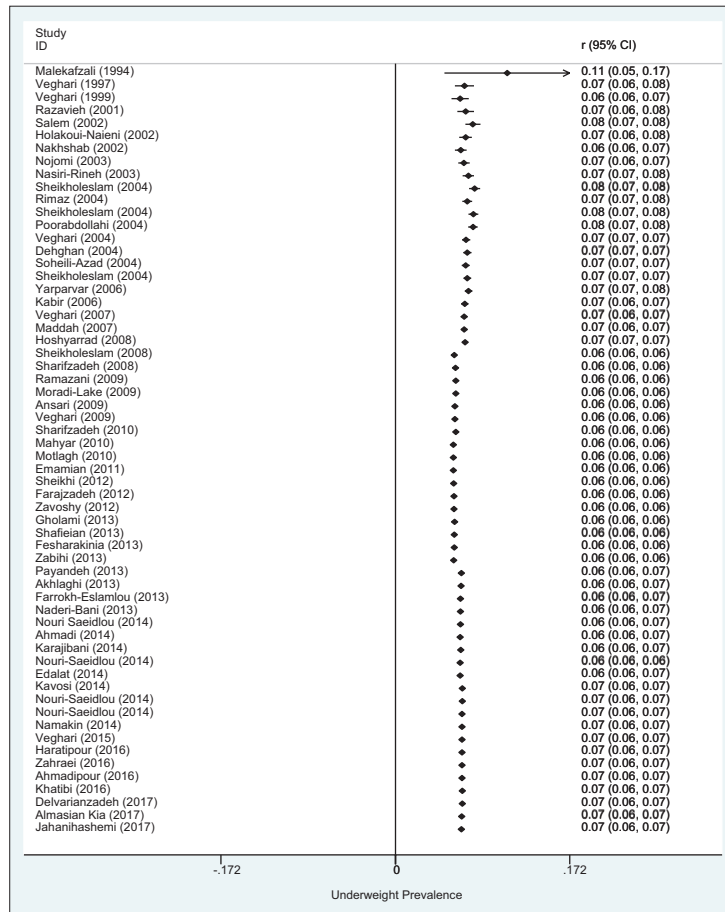 Study
ID r (95% CI)
Malekafzali (1994) 0.11 (0.05, 0.17)
Veghari (1997) 0.07 (0.06, 0.08)
Veghari (1999) 0.06 (0.06, 0.07)
Razavieh (2001) 0.07 (0.06, 0.08)
Salem (2002) 0.08 (0.07, 0.08)
Holakoui-Naieni (2002) 0.07 (0.06, 0.08)
Nakhshab (2002) 0.06 (0.06, 0.07)
Nojomi (2003) 0.07 (0.06, 0.07)
Nasiri-Rineh (2003) 0.07 (0.07, 0.08)
Sheikholeslam (2004) 0.08 (0.07, 0.08)
Rimaz (2004) 0.07 (0.07, 0.08)
Sheikholeslam (2004) 0.08 (0.07, 0.08)
Poorabdollahi (2004) 0.08 (0.07, 0.08)
Veghari (2004) 0.07 (0.07, 0.07)
Dehghan (2004) 0.07 (0.07, 0.07)
Soheili-Azad (2004) 0.07 (0.07, 0.07)
Sheikholeslam (2004) 0.07 (0.07, 0.07)
Yarparvar (2006) 0.07 (0.07, 0.08)
Kabir (2006) 0.07 (0.06, 0.07)
Veghari (2007) 0.07 (0.06, 0.07)
Maddah (2007) 0.07 (0.06, 0.07)
Hoshyarrad (2008) 0.07 (0.07, 0.07)
Sheikholeslam (2008) 0.06 (0.06, 0.06)
Sharifzadeh (2008) 0.06 (0.06, 0.06)
Ramazani (2009) 0.06 (0.06, 0.06)
Moradi-Lake (2009) 0.06 (0.06, 0.06)
Ansari (2009) 0.06 (0.06, 0.06)
Veghari (2009) 0.06 (0.06, 0.06)
Sharifzadeh (2010) 0.06 (0.06, 0.06)
Mahyar (2010) 0.06 (0.06, 0.06)
Motlagh (2010) 0.06 (0.06, 0.06)
Emamian (2011) 0.06 (0.06, 0.06)
Sheikhi (2012) 0.06 (0.06, 0.06)
Farajzadeh (2012) 0.06 (0.06, 0.06)
Zavoshy (2012) 0.06 (0.06, 0.06)
Gholami (2013) 0.06 (0.06, 0.06)
Shafieian (2013) 0.06 (0.06, 0.06)
Fesharakinia (2013) 0.06 (0.06, 0.06)
Zabihi (2013) 0.06 (0.06, 0.06)
Payandeh (2013) 0.06 (0.06, 0.07)
Akhlaghi (2013) 0.06 (0.06, 0.07)
Farrokh-Eslamlou (2013) 0.06 (0.06, 0.07)
Naderi-Bani (2013) 0.06 (0.06, 0.07)
Nouri Saeidlou (2014) 0.06 (0.06, 0.07)
Ahmadi (2014) 0.06 (0.06, 0.07)
Karajibani (2014) 0.06 (0.06, 0.07)
Nouri-Saeidlou (2014) 0.06 (0.06, 0.06)
Edalat (2014) 0.06 (0.06, 0.07)
Kavosi (2014) 0.07 (0.06, 0.07)
Nouri-Saeidlou (2014) 0.07 (0.06, 0.07)
Nouri-Saeidlou (2014) 0.07 (0.06, 0.07)
Namakin (2014) 0.07 (0.06, 0.07)
Veghari (2015) 0.07 (0.06, 0.07)
Haratipour (2016) 0.07 (0.06, 0.07)
Zahraei (2016) 0.07 (0.06, 0.07)
Ahmadipour (2016) 0.07 (0.06, 0.07)
Khatibi (2016) 0.07 (0.06, 0.07)
Delvarianzadeh (2017) 0.07 (0.06, 0.07)
Almasian Kia (2017) 0.07 (0.06, 0.07)
Jahanihashemi (2017) 0.07 (0.06, 0.07)
-.172 0 .172
Underweight Prevalence